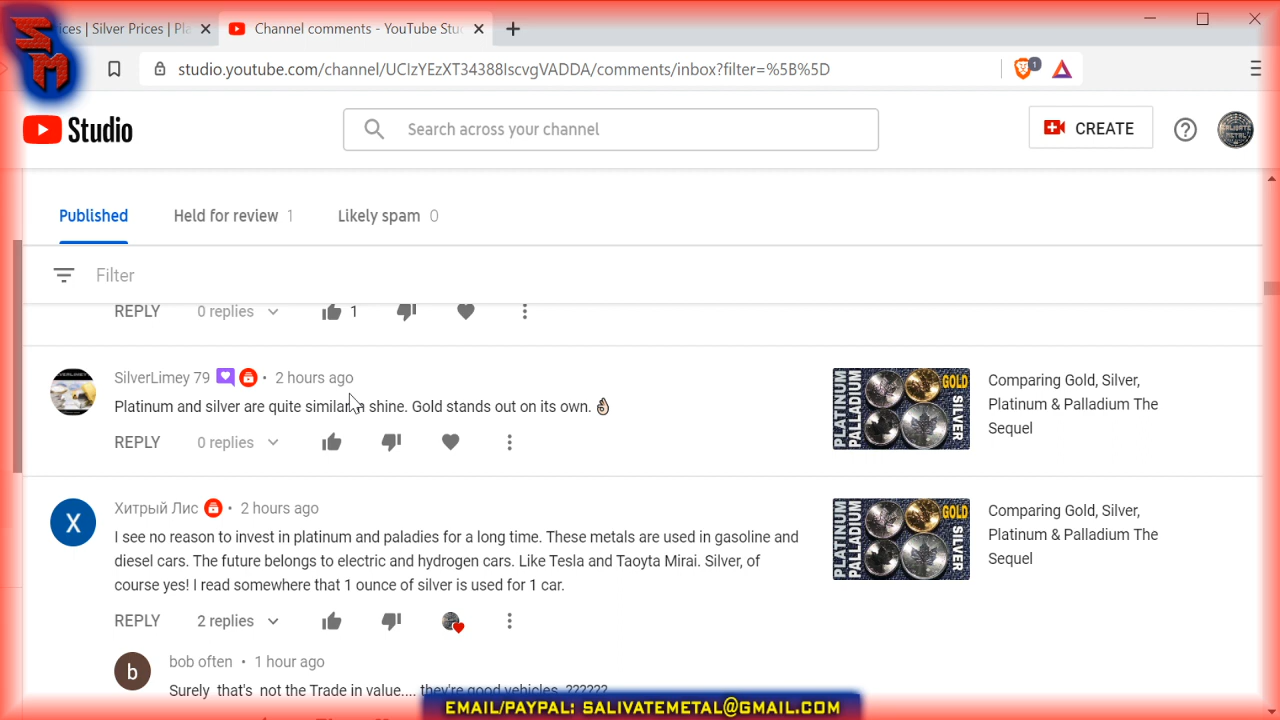 SM
ices | Silver Prices | Pla
Channel comments - YouTube Stu
studio.youtube.com/channel/UCIzYEzXT34388IscvgVADDA/comments/inbox?filter=%5B%5D
1
Studio
Search across your channel
CREATE
Published
Held for review 1
Likely spam 0
Filter
REPLY 0 replies 1
SilverLimey 79 • 2 hours ago
Platinum and silver are quite similar in shine. Gold stands out on its own. 👌🏼
REPLY 0 replies
PLATINUM
PALLADIUM
GOLD
SILVER
Comparing Gold, Silver,
Platinum & Palladium The
Sequel
X
Хитрый Лис • 2 hours ago
I see no reason to invest in platinum and paladies for a long time. These metals are used in gasoline and
diesel cars. The future belongs to electric and hydrogen cars. Like Tesla and Taoyta Mirai. Silver, of
course yes! I read somewhere that 1 ounce of silver is used for 1 car.
REPLY 2 replies
PLATINUM
PALLADIUM
GOLD
SILVER
Comparing Gold, Silver,
Platinum & Palladium The
Sequel
b
bob often • 1 hour ago
Surely that's not the Trade in value.... they're good vehicles ??????
EMAIL/PAYPAL: SALIVATEMETAL@GMAIL.COM